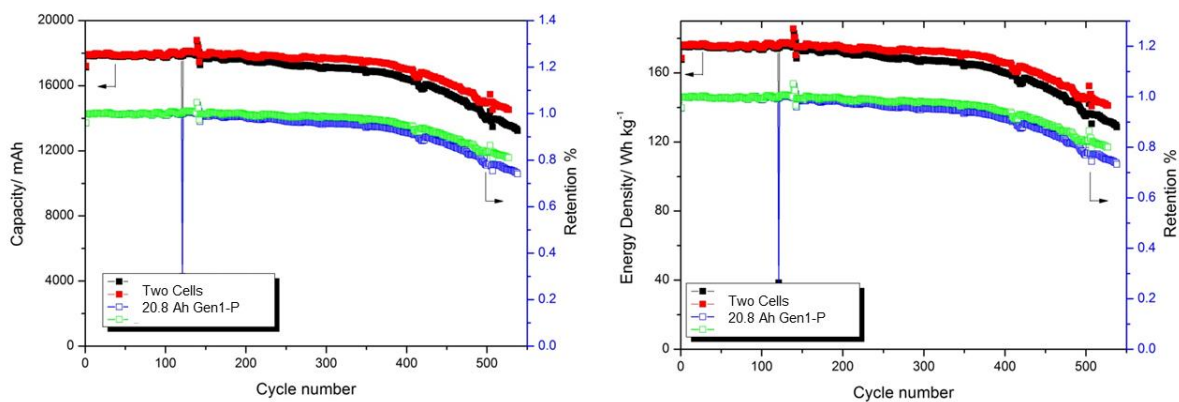 20000
16000
12000
8000
4000
0
Capacity/ mAh
1.4
1.2
1.0
0.8
0.6
0.4
0.2
0.0
Retention %
Two Cells
20.8 Ah Gen1-P
0 100 200 300 400 500
Cycle number
160
120
80
40
0
Energy Density/ Wh kg-1
1.2
1.0
0.8
0.6
0.4
0.2
0.0
Retention %
Two Cells
20.8 Ah Gen1-P
0 100 200 300 400 500
Cycle number